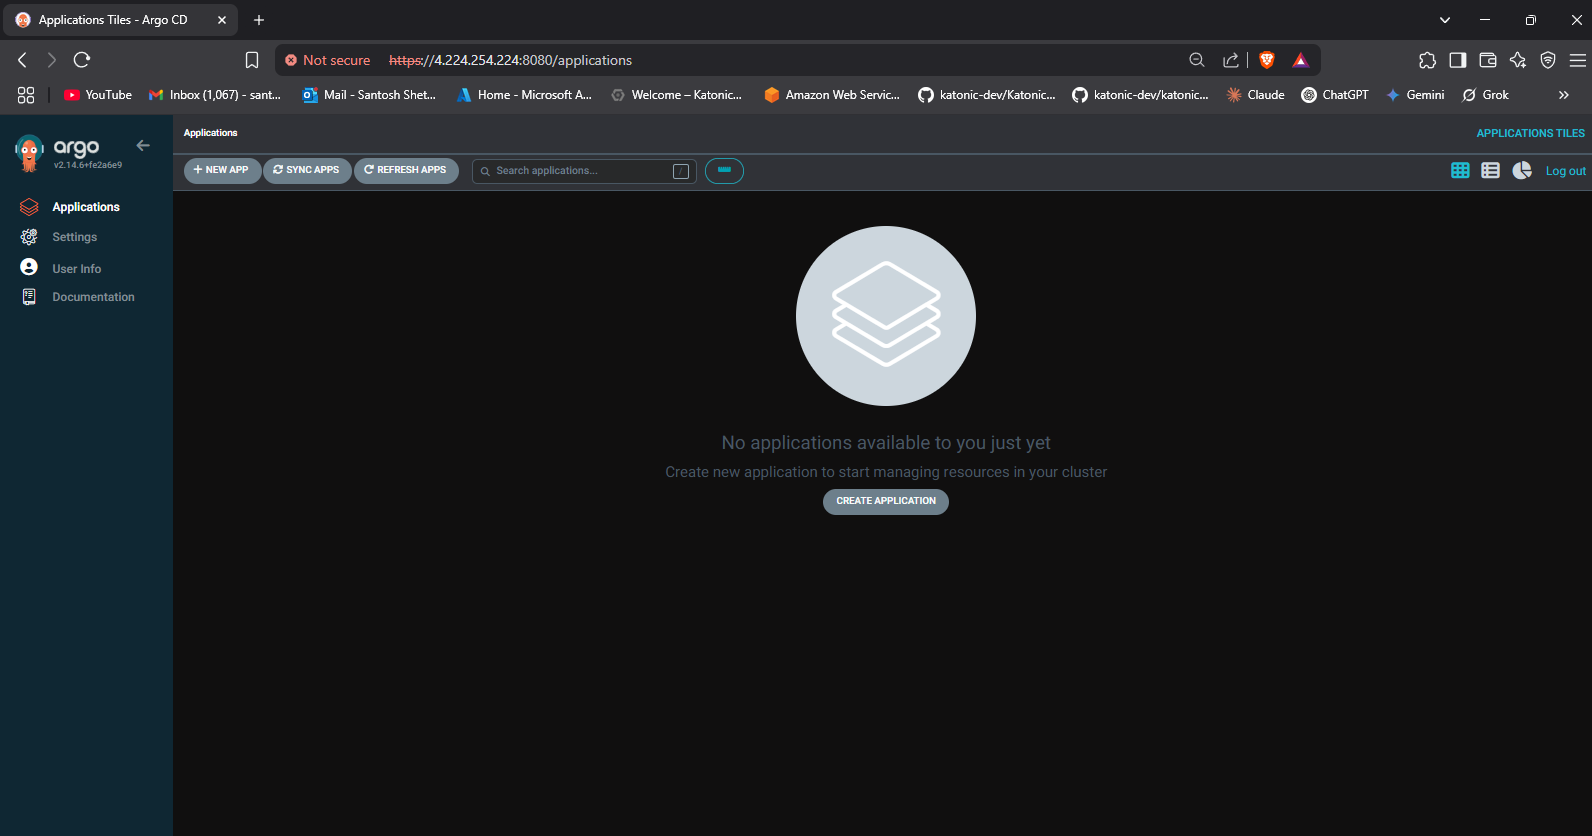 Applications Tiles - Argo CD
Not secure https://4.224.254.224:8080/applications
YouTube Inbox (1,067) - sant... Mail - Santosh Shet... Home - Microsoft A... Welcome – Katonic... Amazon Web Servic... katonic-dev/Katonic... katonic-dev/katonic... Claude ChatGPT Gemini Grok
argo
v2.14.6+fe2a6e9
Applications
Settings
User Info
Documentation
Applications
APPLICATIONS TILES
NEW APP SYNC APPS REFRESH APPS Search applications... / Log out
No applications available to you just yet
Create new application to start managing resources in your cluster
CREATE APPLICATION